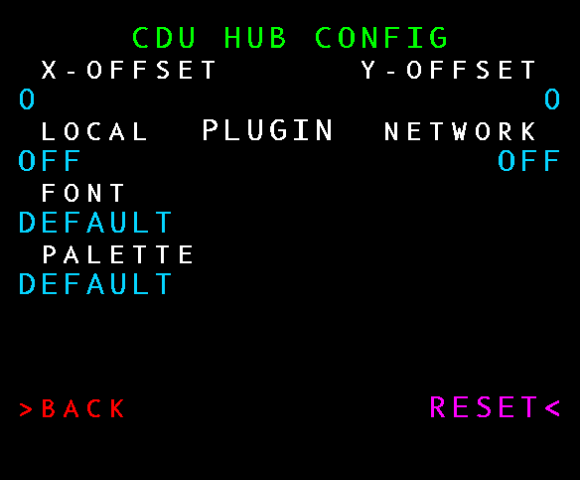 CDU HUB CONFIG
X-OFFSET Y-OFFSET
0 0
LOCAL PLUGIN NETWORK
OFF OFF
FONT
DEFAULT
PALETTE
DEFAULT
>BACK RESET<